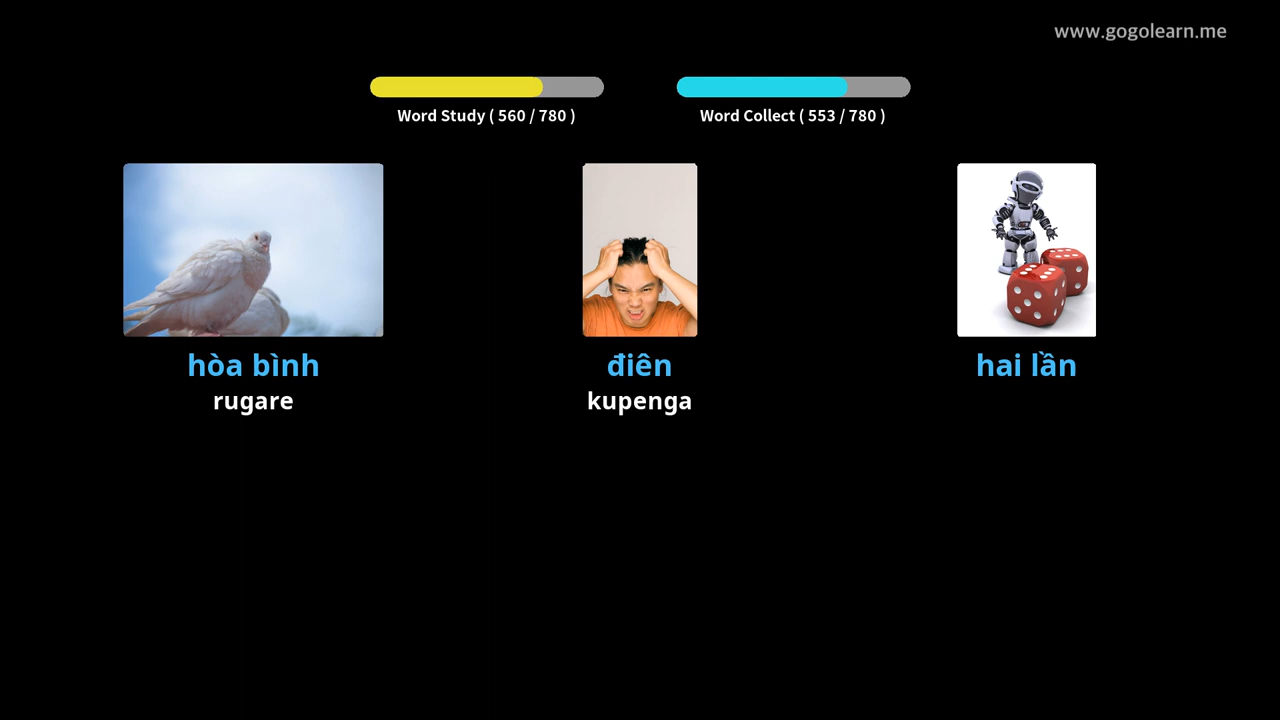 www.gogolearn.me
Word Study ( 560 / 780 )
Word Collect ( 553 / 780 )
hòa bình
rugare
điên
kupenga
hai lần